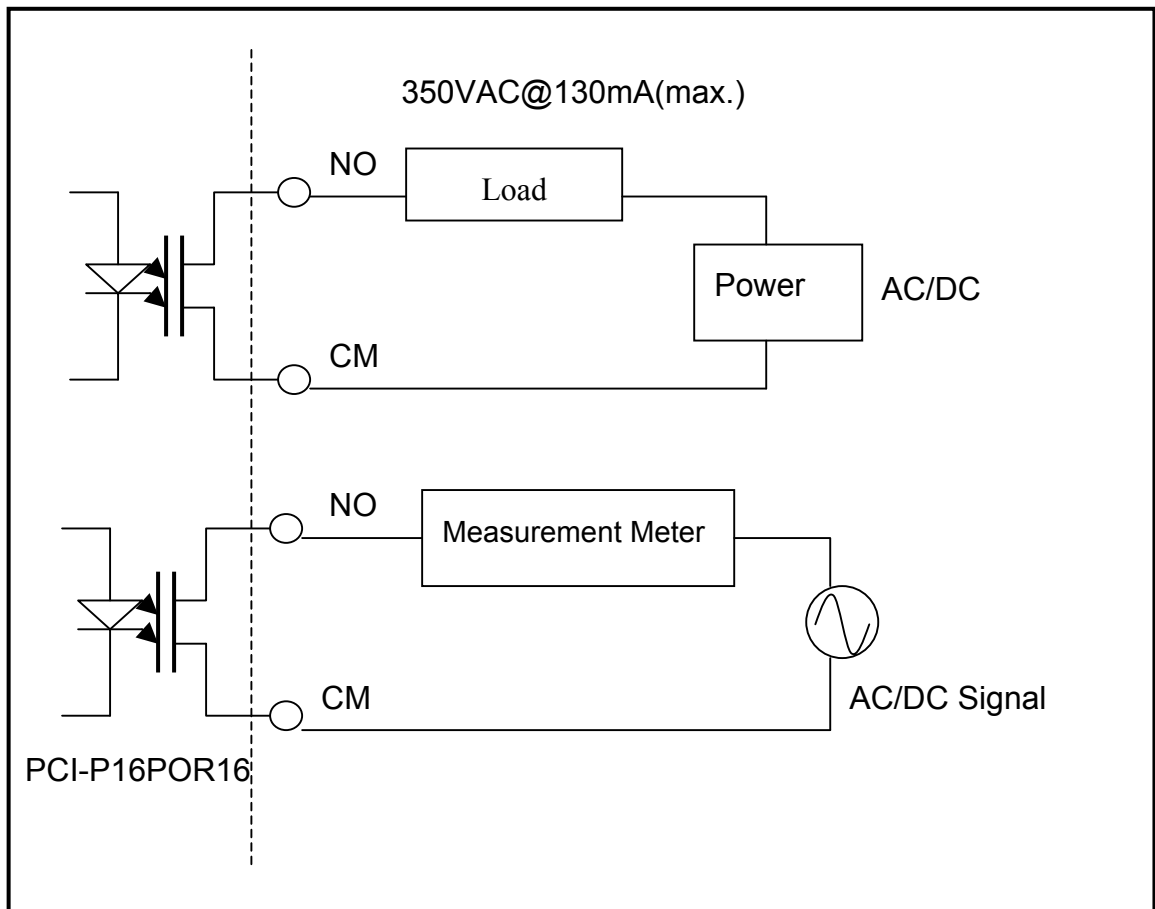 350VAC@130mA(max.)
NO
Load
Power
AC/DC
CM
NO
Measurement Meter
CM
AC/DC Signal
PCI-P16POR16